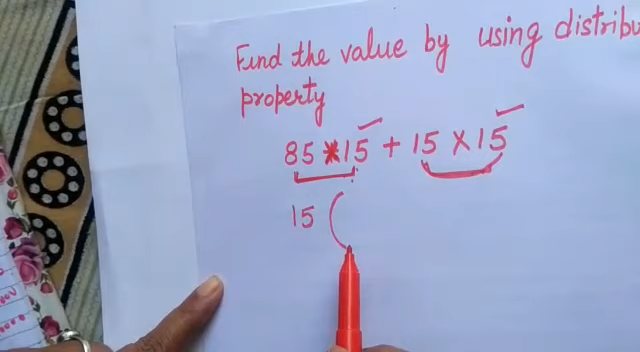 Find the value by using distribu
property
85 * 15 + 15 × 15
15 (